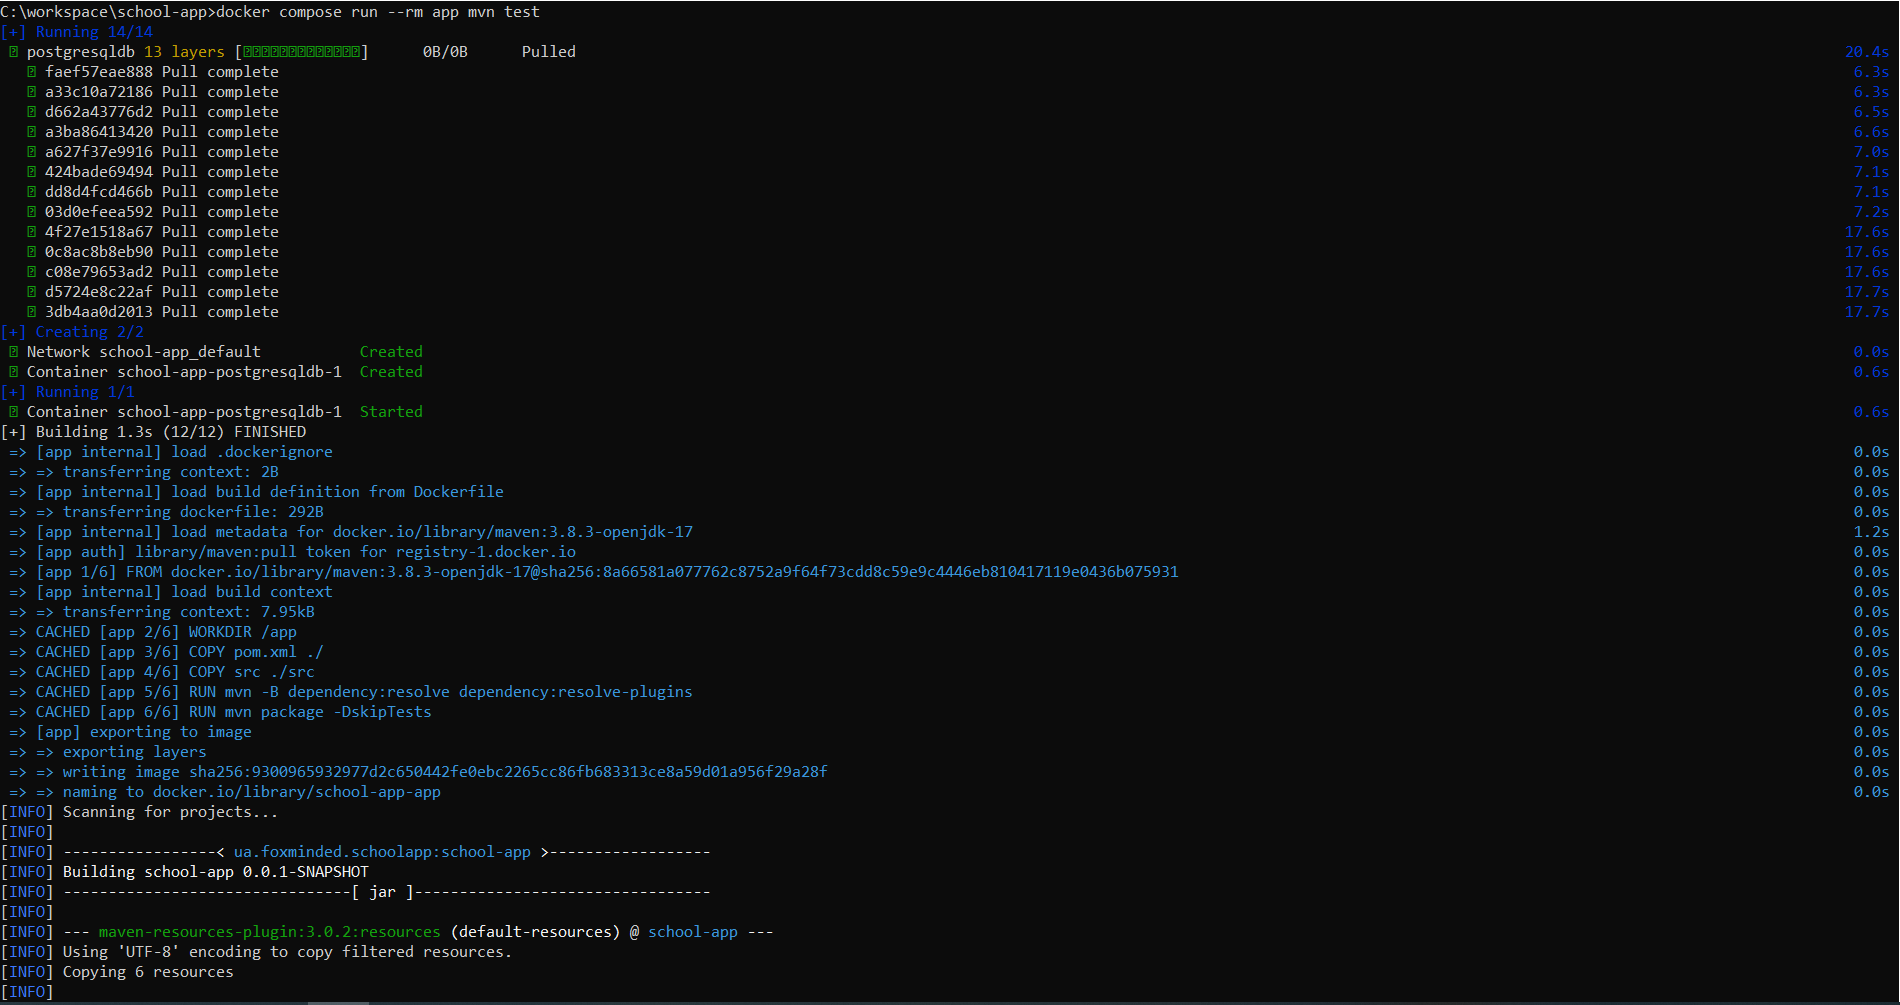 C:\workspace\school-app>docker compose run --rm app mvn test
[+] Running 14/14
postgresqldb 13 layers [] 0B/0B Pulled 20.4s
faef57eae888 Pull complete 6.3s
a33c10a72186 Pull complete 6.3s
d662a43776d2 Pull complete 6.5s
a3ba86413420 Pull complete 6.6s
a627f37e9916 Pull complete 7.0s
424bade69494 Pull complete 7.1s
dd8d4fcd466b Pull complete 7.1s
03d0efeea592 Pull complete 7.2s
4f27e1518a67 Pull complete 17.6s
0c8ac8b8eb90 Pull complete 17.6s
c08e79653ad2 Pull complete 17.6s
d5724e8c22af Pull complete 17.7s
3db4aa0d2013 Pull complete 17.7s
[+] Creating 2/2
Network school-app_default Created 0.0s
Container school-app-postgresqldb-1 Created 0.6s
[+] Running 1/1
Container school-app-postgresqldb-1 Started 0.6s
[+] Building 1.3s (12/12) FINISHED
=> [app internal] load .dockerignore 0.0s
=> => transferring context: 2B 0.0s
=> [app internal] load build definition from Dockerfile 0.0s
=> => transferring dockerfile: 292B 0.0s
=> [app internal] load metadata for docker.io/library/maven:3.8.3-openjdk-17 1.2s
=> [app auth] library/maven:pull token for registry-1.docker.io 0.0s
=> [app 1/6] FROM docker.io/library/maven:3.8.3-openjdk-17@sha256:8a66581a077762c8752a9f64f73cdd8c59e9c4446eb810417119e0436b075931 0.0s
=> [app internal] load build context 0.0s
=> => transferring context: 7.95kB 0.0s
=> CACHED [app 2/6] WORKDIR /app 0.0s
=> CACHED [app 3/6] COPY pom.xml ./ 0.0s
=> CACHED [app 4/6] COPY src ./src 0.0s
=> CACHED [app 5/6] RUN mvn -B dependency:resolve dependency:resolve-plugins 0.0s
=> CACHED [app 6/6] RUN mvn package -DskipTests 0.0s
=> [app] exporting to image 0.0s
=> => exporting layers 0.0s
=> => writing image sha256:9300965932977d2c650442fe0ebc2265cc86fb683313ce8a59d01a956f29a28f 0.0s
=> => naming to docker.io/library/school-app-app 0.0s
[INFO] Scanning for projects...
[INFO]
[INFO] -----------------< ua.foxminded.schoolapp:school-app >------------------
[INFO] Building school-app 0.0.1-SNAPSHOT
[INFO] --------------------------------[ jar ]---------------------------------
[INFO]
[INFO] --- maven-resources-plugin:3.0.2:resources (default-resources) @ school-app ---
[INFO] Using 'UTF-8' encoding to copy filtered resources.
[INFO] Copying 6 resources
[INFO]